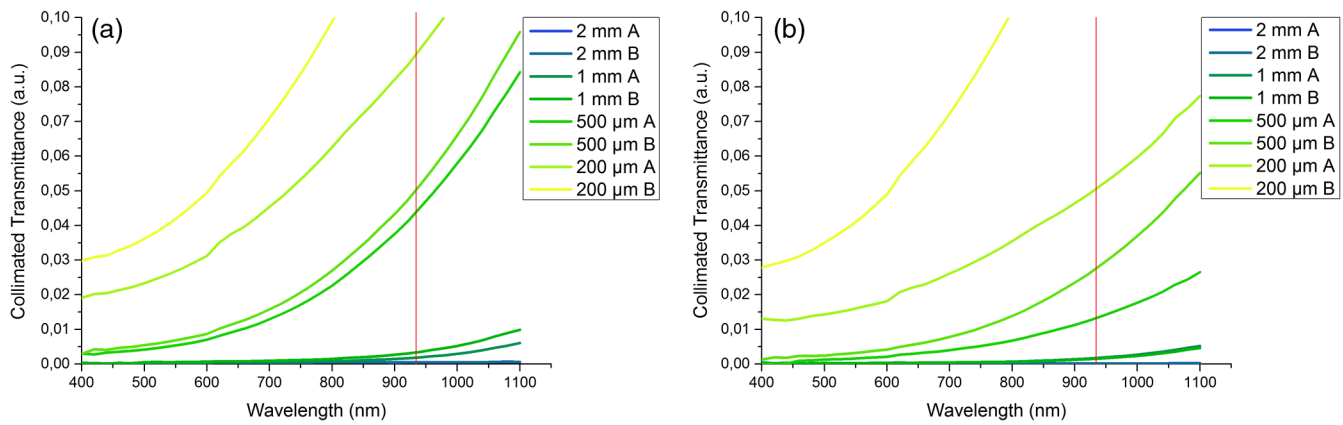 (a)
Collimated Transmittance (a.u.)
0,10
0,09
0,08
0,07
0,06
0,05
0,04
0,03
0,02
0,01
0,00
400 500 600 700 800 900 1000 1100
Wavelength (nm)
2 mm A
2 mm B
1 mm A
1 mm B
500 µm A
500 µm B
200 µm A
200 µm B
(b)
Collimated Transmittance (a.u.)
0,10
0,09
0,08
0,07
0,06
0,05
0,04
0,03
0,02
0,01
0,00
400 500 600 700 800 900 1000 1100
Wavelength (nm)
2 mm A
2 mm B
1 mm A
1 mm B
500 µm A
500 µm B
200 µm A
200 µm B